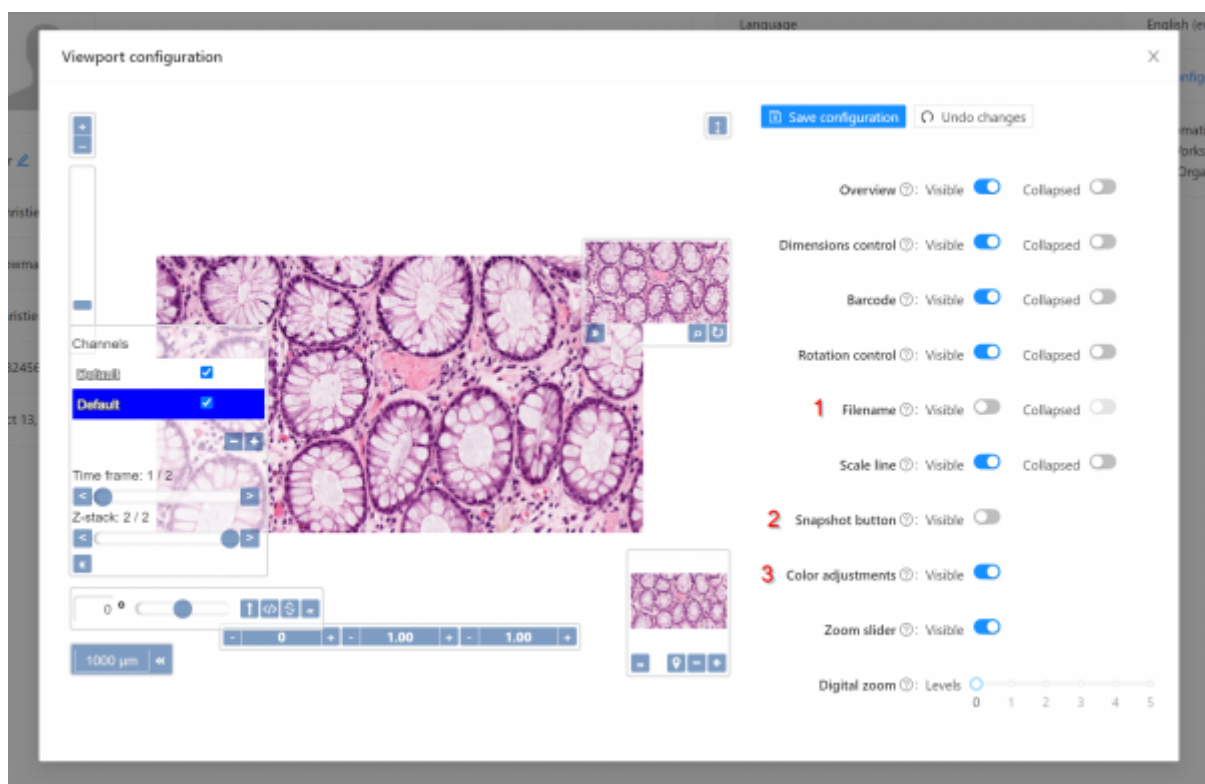 Language
English (e
Viewport configuration
Save configuration
Undo changes
Overview ?: Visible Collapsed
Dimensions control ?: Visible Collapsed
Barcode ?: Visible Collapsed
Rotation control ?: Visible Collapsed
1 Filename ?: Visible Collapsed
Scale line ?: Visible Collapsed
2 Snapshot button ?: Visible
3 Color adjustments ?: Visible
Zoom slider ?: Visible
Digital zoom ?: Levels
0 1 2 3 4 5
+
-
Channels
Default
Default
- +
Time frame: 1 / 2
< >
Z-stack: 2 / 2
< >
0 °
- 0 + - 1.00 + - 1.00 +
1000 µm «
- +